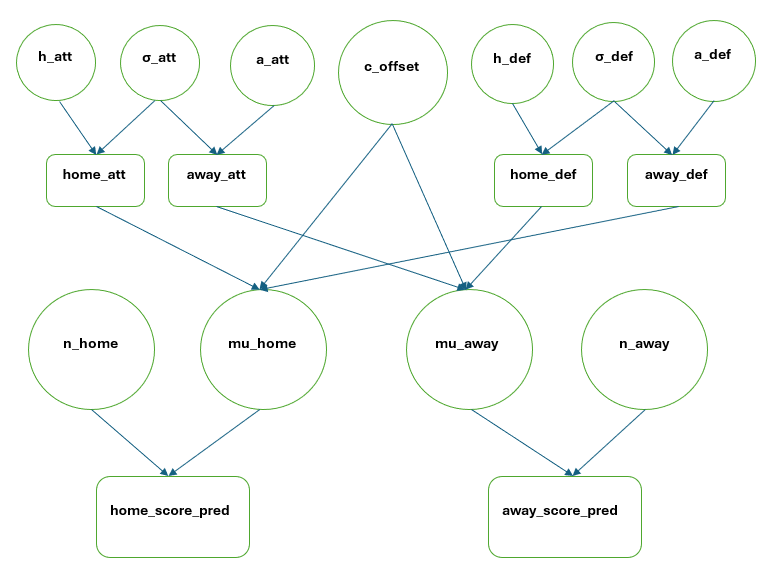 h_att
σ_att
a_att
c_offset
h_def
σ_def
a_def
home_att
away_att
home_def
away_def
n_home
mu_home
mu_away
n_away
home_score_pred
away_score_pred